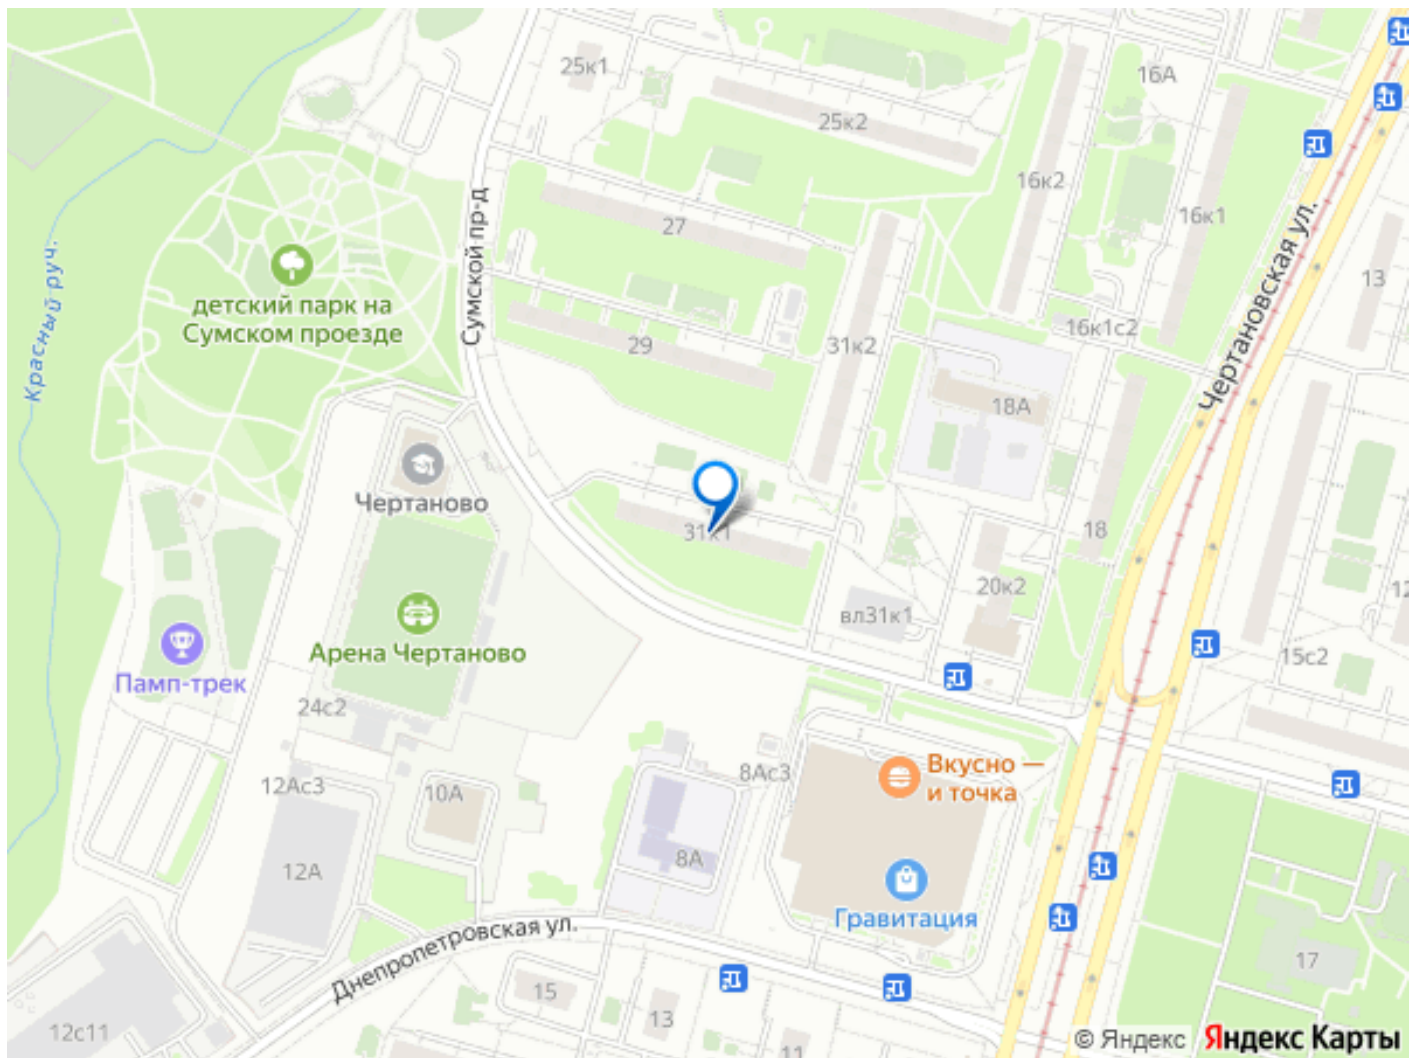 25к1
16А
25к2
16к2
Сумской пр-д
27
16к1
Чертановская ул.
Красный руч.
детский парк на
Сумском проезде
13
16к1с2
29
31к2
18А
Чертаново
31к1
18
20к2
вл31к1
12
Арена Чертаново
15с2
Памп-трек
24с2
8Ас3
Вкусно —
и точка
12Ас3
10А
8А
12А
Гравитация
Днепропетровская ул.
17
15
13
12с11
11
© Яндекс
Яндекс Карты